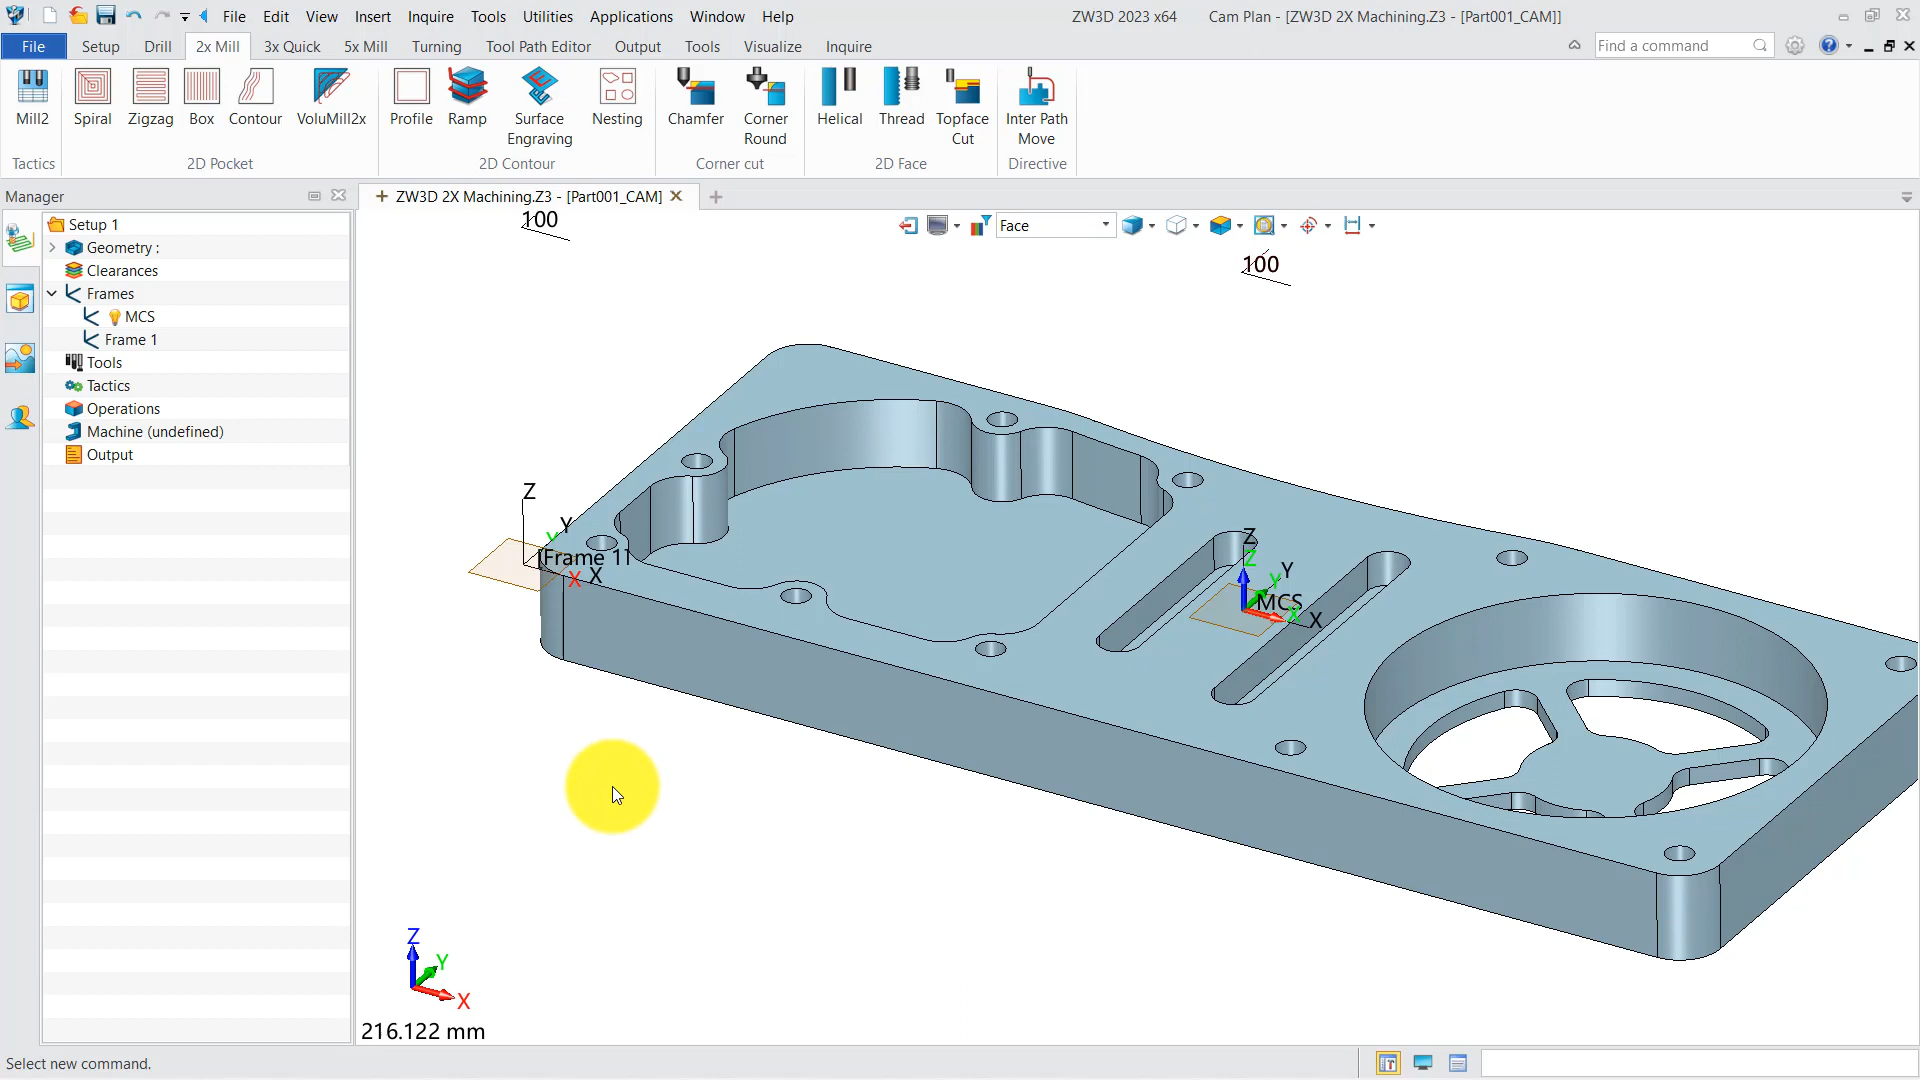 File Edit View Insert Inquire Tools Utilities Applications Window Help
ZW3D 2023 x64 Cam Plan - [ZW3D 2X Machining.Z3 - [Part001_CAM]]
File Setup Drill 2x Mill 3x Quick 5x Mill Turning Tool Path Editor Output Tools Visualize Inquire
Find a command
Mill2 Spiral Zigzag Box Contour VoluMill2x Profile Ramp Surface Engraving Nesting Chamfer Corner Round Helical Thread Topface Cut Inter Path Move
Tactics 2D Pocket 2D Contour Corner cut 2D Face Directive
Manager
ZW3D 2X Machining.Z3 - [Part001_CAM]
Face
Setup 1
Geometry :
Clearances
Frames
MCS
Frame 1
Tools
Tactics
Operations
Machine (undefined)
Output
100
100
Z
Y
Y
[Frame 1]
X X
Z
Z
Y
Y
MCS
X
X
Z
Y
X
216.122 mm
Select new command.